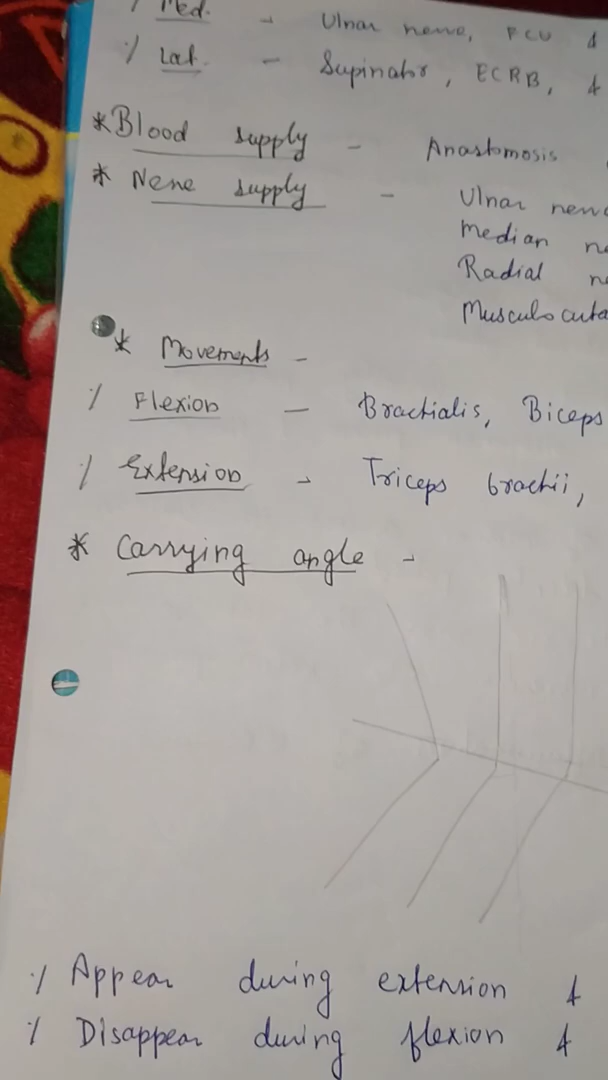 Med. - Ulnar nerve, FCU &
Lat. - Supinator, ECRB, &
* Blood supply - Anastomosis
* Nerve supply - Ulnar nerve
Median
Radial
Musculocuta
* Movements -
Flexion - Brachialis, Biceps
Extension - Triceps brachii,
* Carrying angle -
Appear during extension &
Disappear during flexion &